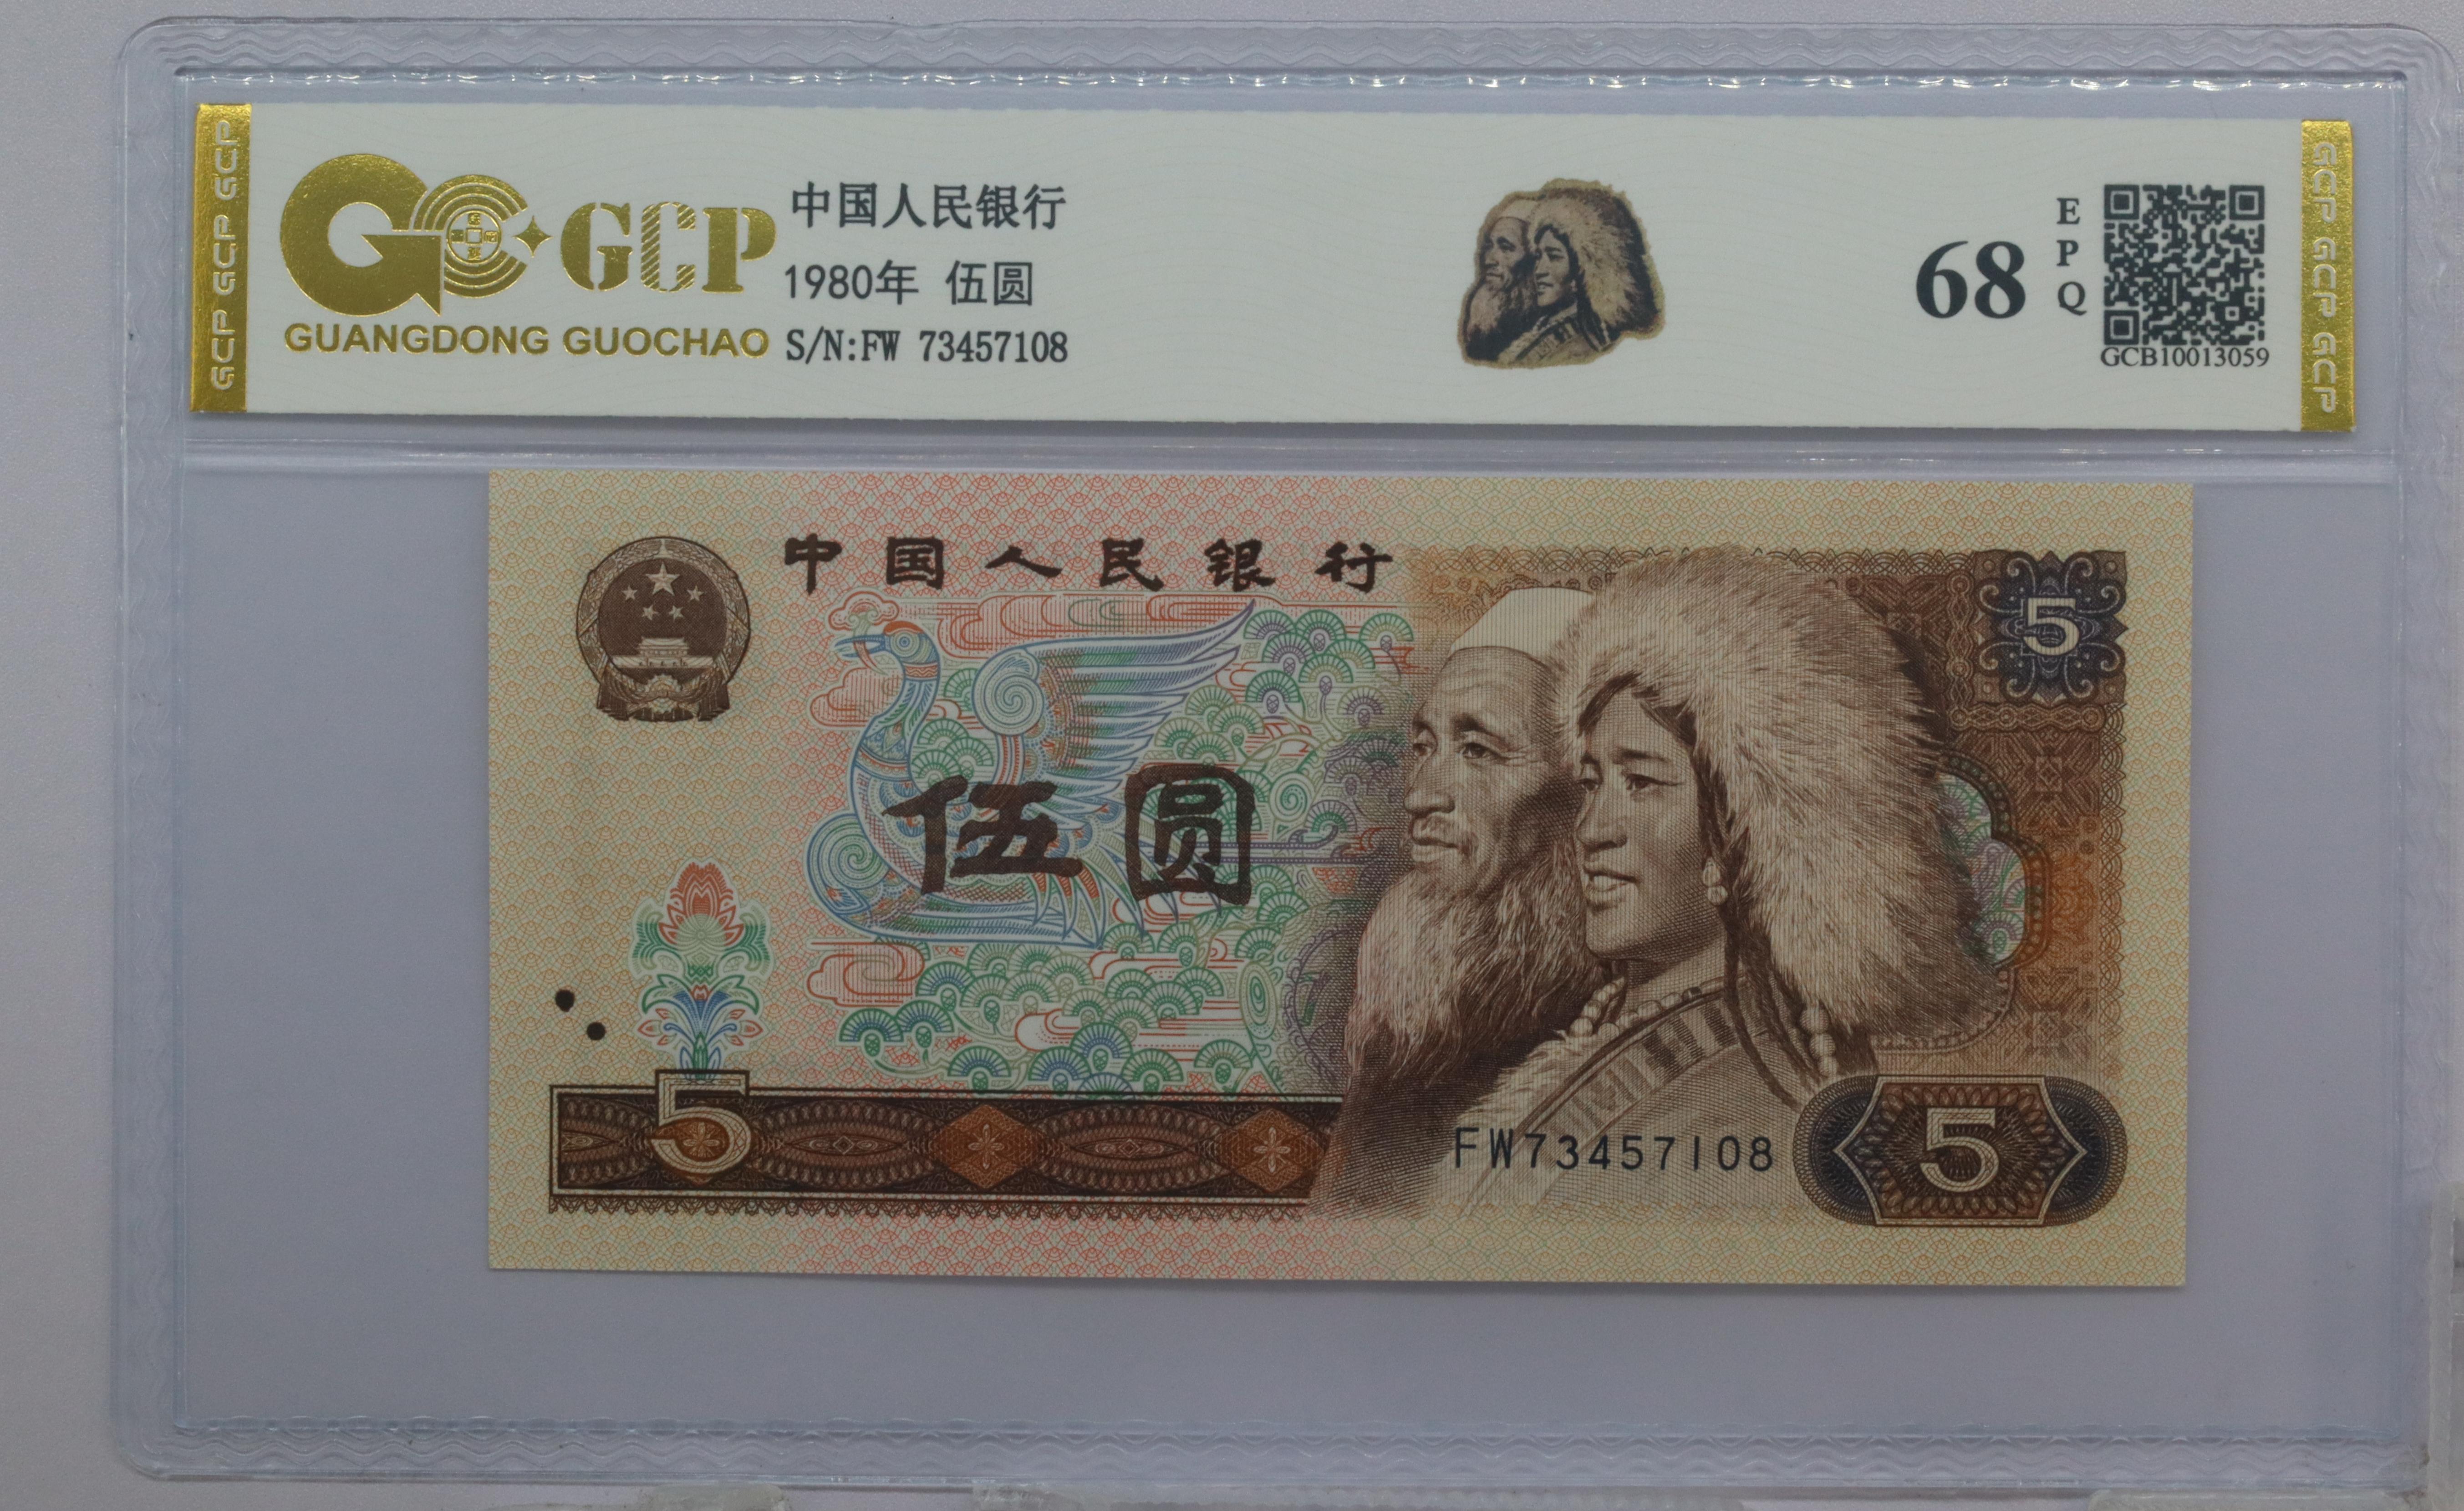 GCP GCP GCP
GCP
中国人民银行
1980年 伍圆
GUANGDONG GUOCHAO
S/N:FW 73457108
68
EPQ
GCB10013059
GCP GCP GCP
中国人民银行
5
伍圆
5
FW73457108
5